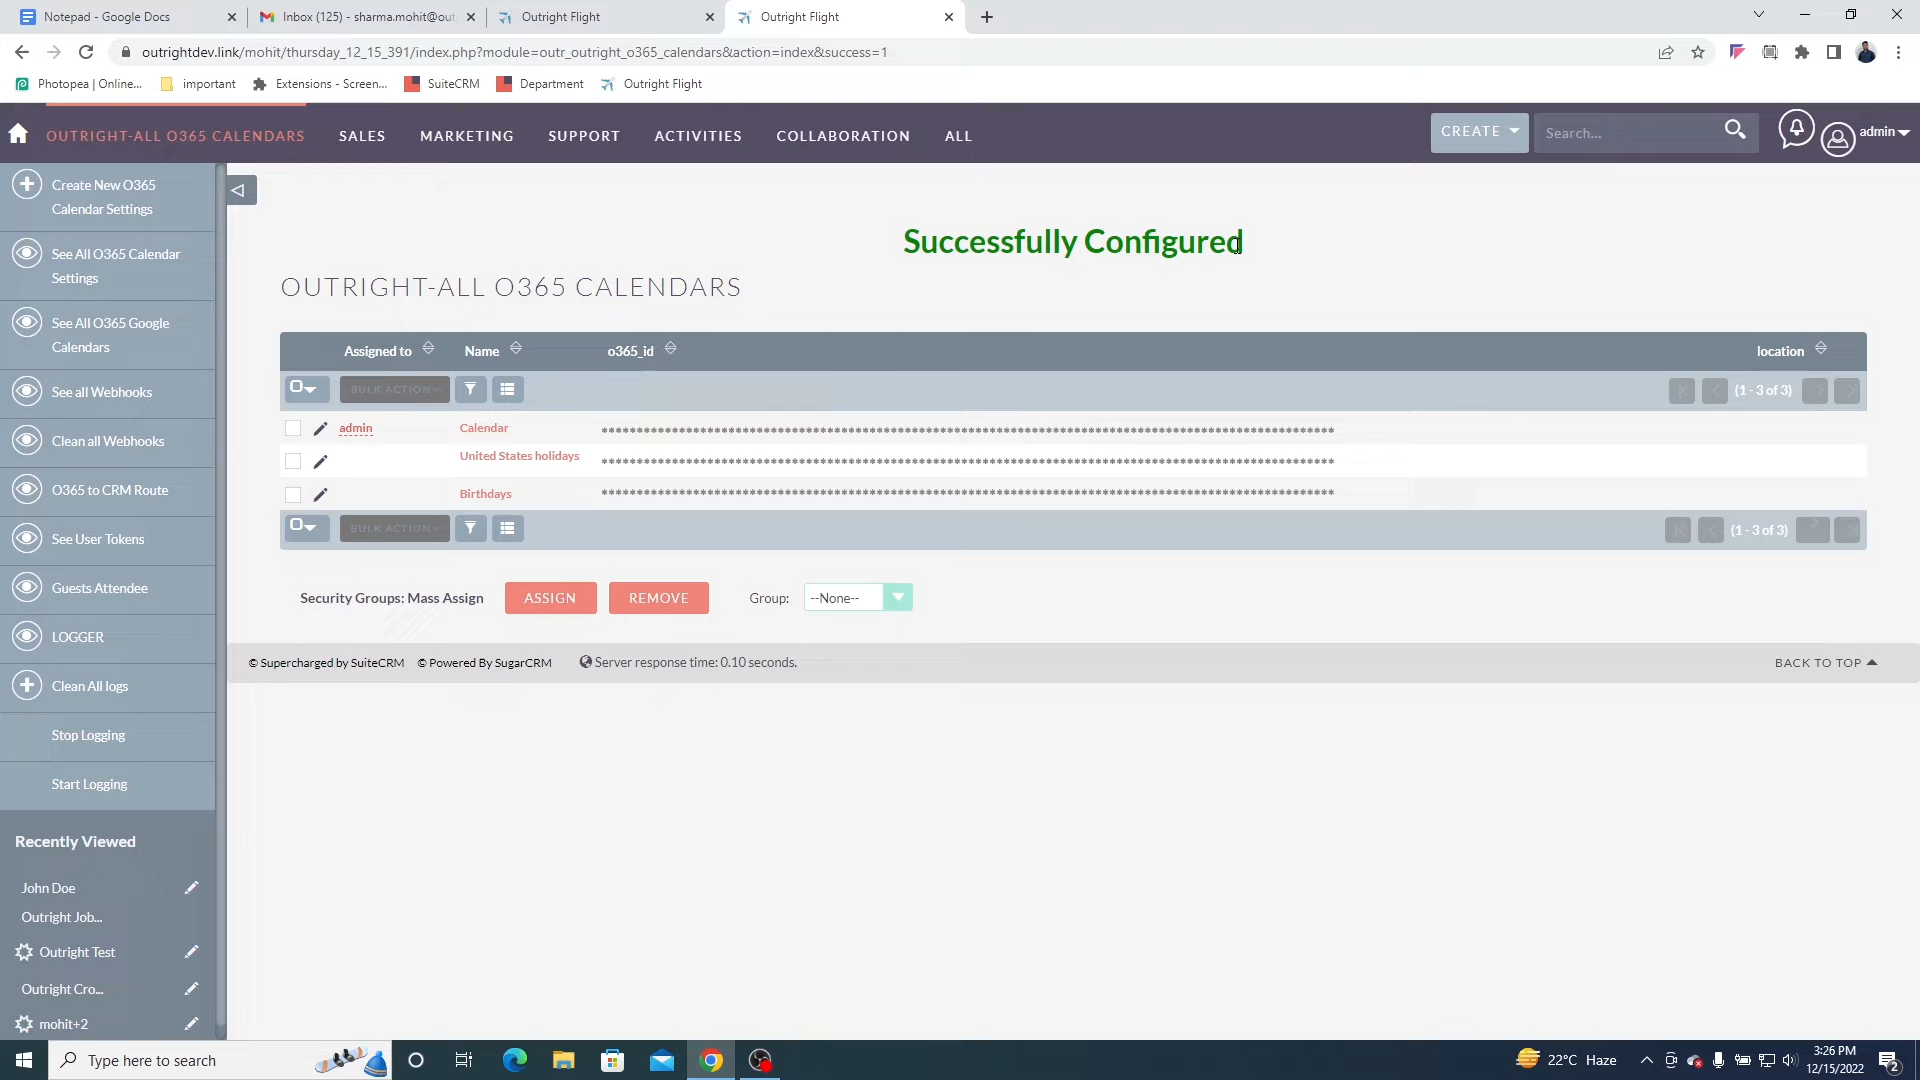 Notepad - Google Docs
Inbox (125) - sharma.mohit@out
Outright Flight
Outright Flight
outrightdev.link/mohit/thursday_12_15_391/index.php?module=outr_outright_o365_calendars&action=index&success=1
Photopea | Online...
important
Extensions - Screen...
SuiteCRM
Department
Outright Flight
OUTRIGHT-ALL O365 CALENDARS
SALES
MARKETING
SUPPORT
ACTIVITIES
COLLABORATION
ALL
CREATE
Search...
admin
Create New O365
Calendar Settings
See All O365 Calendar
Settings
See All O365 Google
Calendars
See all Webhooks
Clean all Webhooks
O365 to CRM Route
See User Tokens
Guests Attendee
LOGGER
Clean All logs
Stop Logging
Start Logging
Recently Viewed
John Doe
Outright Job...
Outright Test
Outright Cro...
mohit+2
Successfully Configured
OUTRIGHT-ALL O365 CALENDARS
Assigned to
Name
o365_id
location
BULK ACTION
(1 - 3 of 3)
admin
Calendar
United States holidays
Birthdays
BULK ACTION
(1 - 3 of 3)
Security Groups: Mass Assign
ASSIGN
REMOVE
Group:
--None--
© Supercharged by SuiteCRM
© Powered By SugarCRM
Server response time: 0.10 seconds.
BACK TO TOP
Type here to search
22°C Haze
3:26 PM
12/15/2022
2